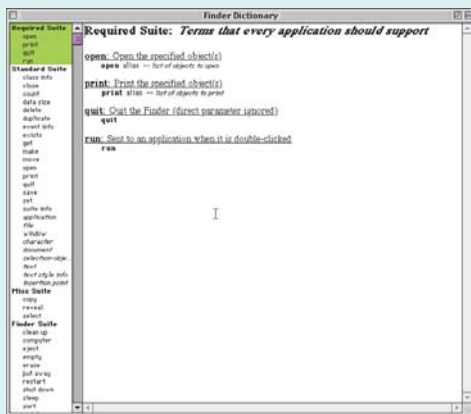 Finder Dictionary
Required Suite
open
print
quit
run
Standard Suite
class info
close
count
data size
delete
duplicate
event info
exists
get
make
move
open
print
quit
save
set
suite info
application
file
window
character
document
selection-obje...
text
text style info
insertion point
Misc Suite
copy
reveal
select
Finder Suite
clean up
computer
eject
empty
erase
put away
restart
shut down
sleep
sort
Required Suite: Terms that every application should support
open: Open the specified object(s)
open alias -- list of objects to open
print: Print the specified object(s)
print alias -- list of objects to print
quit: Quit the Finder (direct parameter ignored)
quit
run: Sent to an application when it is double-clicked
run